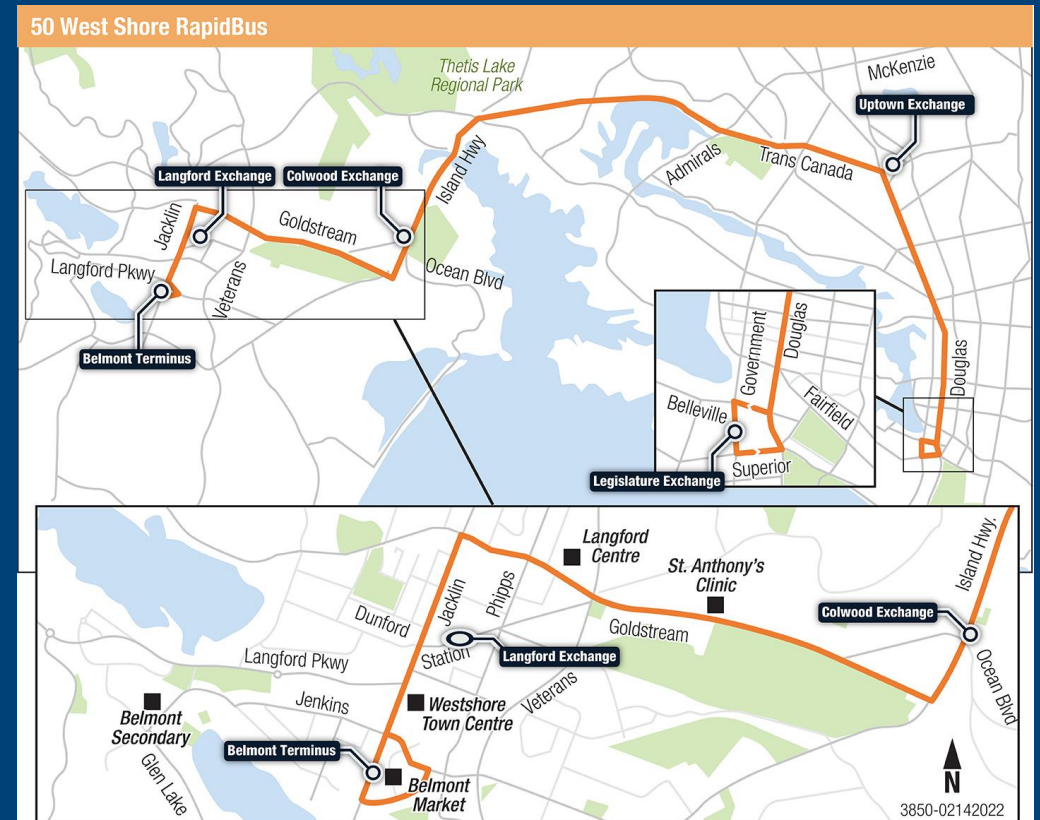 50 West Shore RapidBus
Thetis Lake
Regional Park
McKenzie
Uptown Exchange
Admirals
Trans Canada
Island Hwy
Langford Exchange
Colwood Exchange
Jacklin
Goldstream
Langford Pkwy
Veterans
Ocean Blvd
Belmont Terminus
Douglas
Government
Douglas
Belleville
Fairfield
Superior
Legislature Exchange
Langford
Centre
St. Anthony's
Clinic
Island Hwy.
Jacklin
Phipps
Dunford
Colwood Exchange
Goldstream
Station
Langford Exchange
Langford Pkwy
Veterans
Ocean Blvd
Jenkins
Westshore
Town Centre
Belmont
Secondary
Belmont Terminus
Glen Lake
Belmont
Market
N
3850-02142022